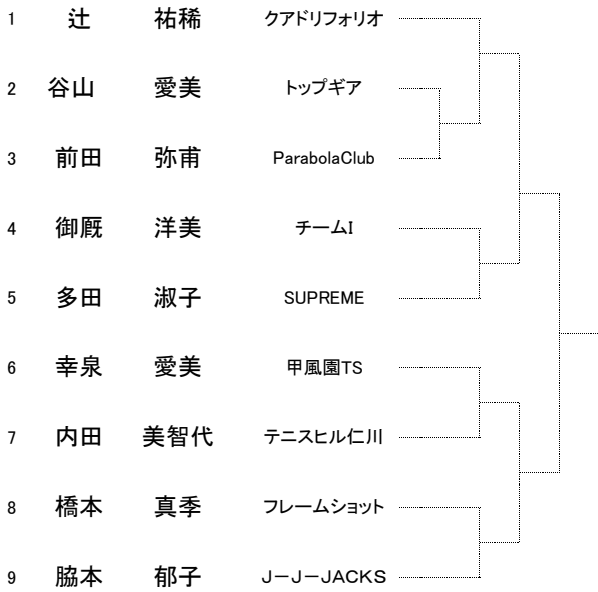 1 辻 祐稀 クアドリフォリオ
2 谷山 愛美 トップギア
3 前田 弥甫 ParabolaClub
4 御厩 洋美 チームI
5 多田 淑子 SUPREME
6 幸泉 愛美 甲風園TS
7 内田 美智代 テニスヒル仁川
8 橋本 真季 フレームショット
9 脇本 郁子 J－J－JACKS